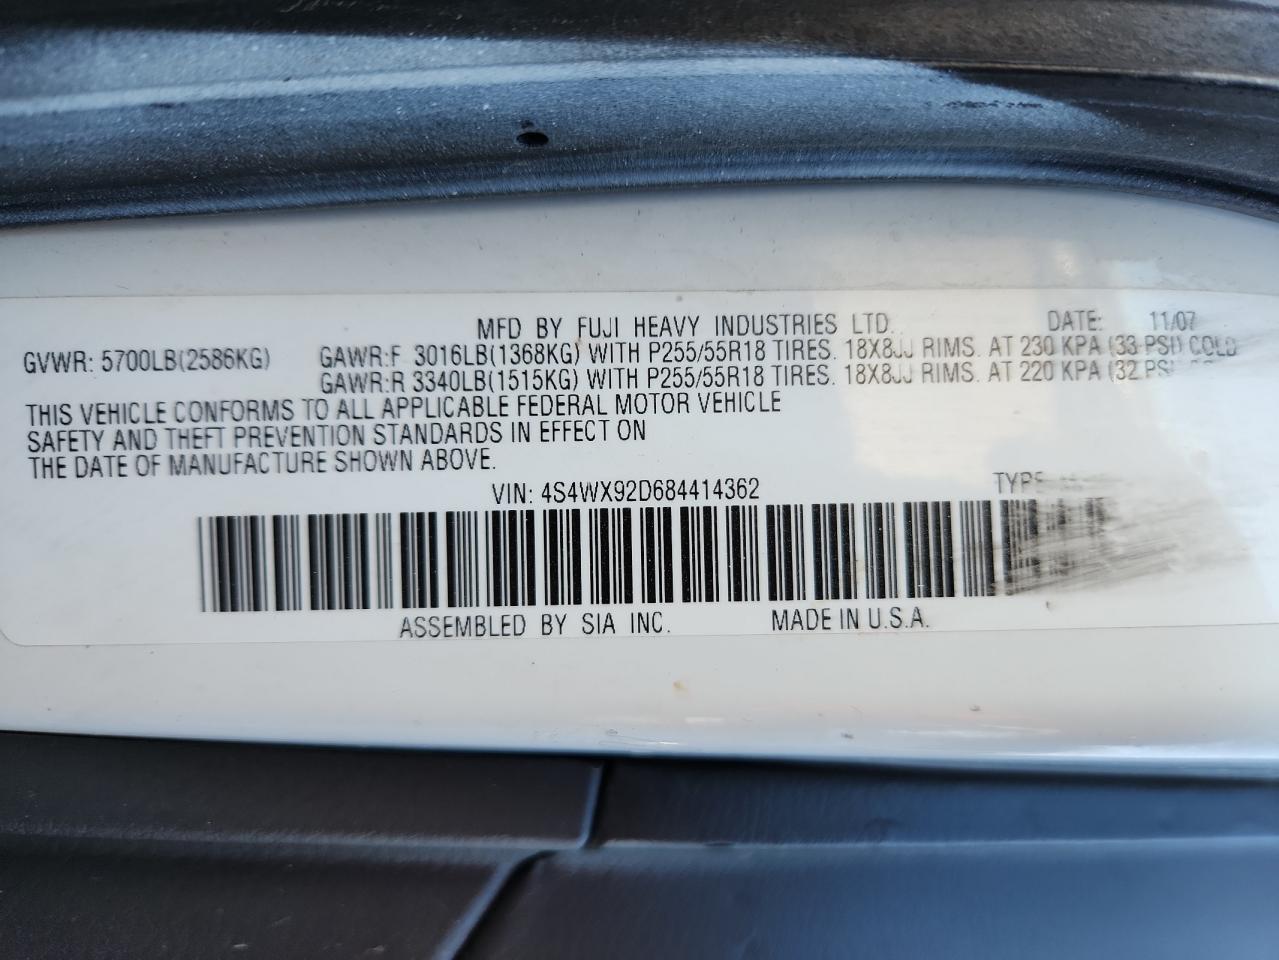 MFD BY FUJI HEAVY INDUSTRIES LTD. DATE: 11/07
GVWR: 5700LB(2586KG) GAWR:F 3016LB(1368KG) WITH P255/55R18 TIRES. 18X8JJ RIMS. AT 230 KPA (33 PSI) COLD
GAWR:R 3340LB(1515KG) WITH P255/55R18 TIRES. 18X8JJ RIMS. AT 220 KPA (32 PSI
THIS VEHICLE CONFORMS TO ALL APPLICABLE FEDERAL MOTOR VEHICLE
SAFETY AND THEFT PREVENTION STANDARDS IN EFFECT ON
THE DATE OF MANUFACTURE SHOWN ABOVE.
VIN: 4S4WX92D684414362 TYPE
ASSEMBLED BY SIA INC. MADE IN U.S.A.